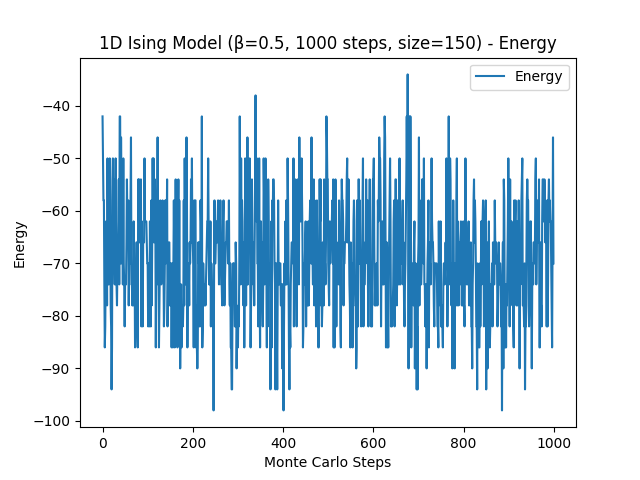 1D Ising Model (β=0.5, 1000 steps, size=150) - Energy
Energy
Energy
−40
−50
−60
−70
−80
−90
−100
0 200 400 600 800 1000
Monte Carlo Steps